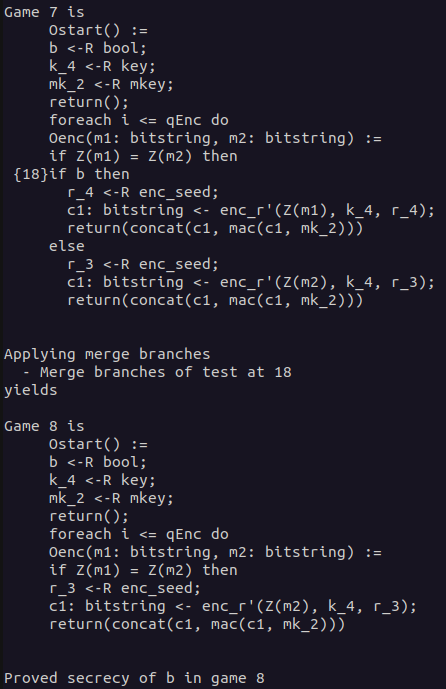 Game 7 is
     Ostart() :=
     b <-R bool;
     k_4 <-R key;
     mk_2 <-R mkey;
     return();
     foreach i <= qEnc do
     Oenc(m1: bitstring, m2: bitstring) :=
     if Z(m1) = Z(m2) then
 {18}if b then
       r_4 <-R enc_seed;
       c1: bitstring <- enc_r'(Z(m1), k_4, r_4);
       return(concat(c1, mac(c1, mk_2)))
     else
       r_3 <-R enc_seed;
       c1: bitstring <- enc_r'(Z(m2), k_4, r_3);
       return(concat(c1, mac(c1, mk_2)))
Applying merge branches
  - Merge branches of test at 18
yields
Game 8 is
     Ostart() :=
     b <-R bool;
     k_4 <-R key;
     mk_2 <-R mkey;
     return();
     foreach i <= qEnc do
     Oenc(m1: bitstring, m2: bitstring) :=
     if Z(m1) = Z(m2) then
     r_3 <-R enc_seed;
     c1: bitstring <- enc_r'(Z(m2), k_4, r_3);
     return(concat(c1, mac(c1, mk_2)))
Proved secrecy of b in game 8